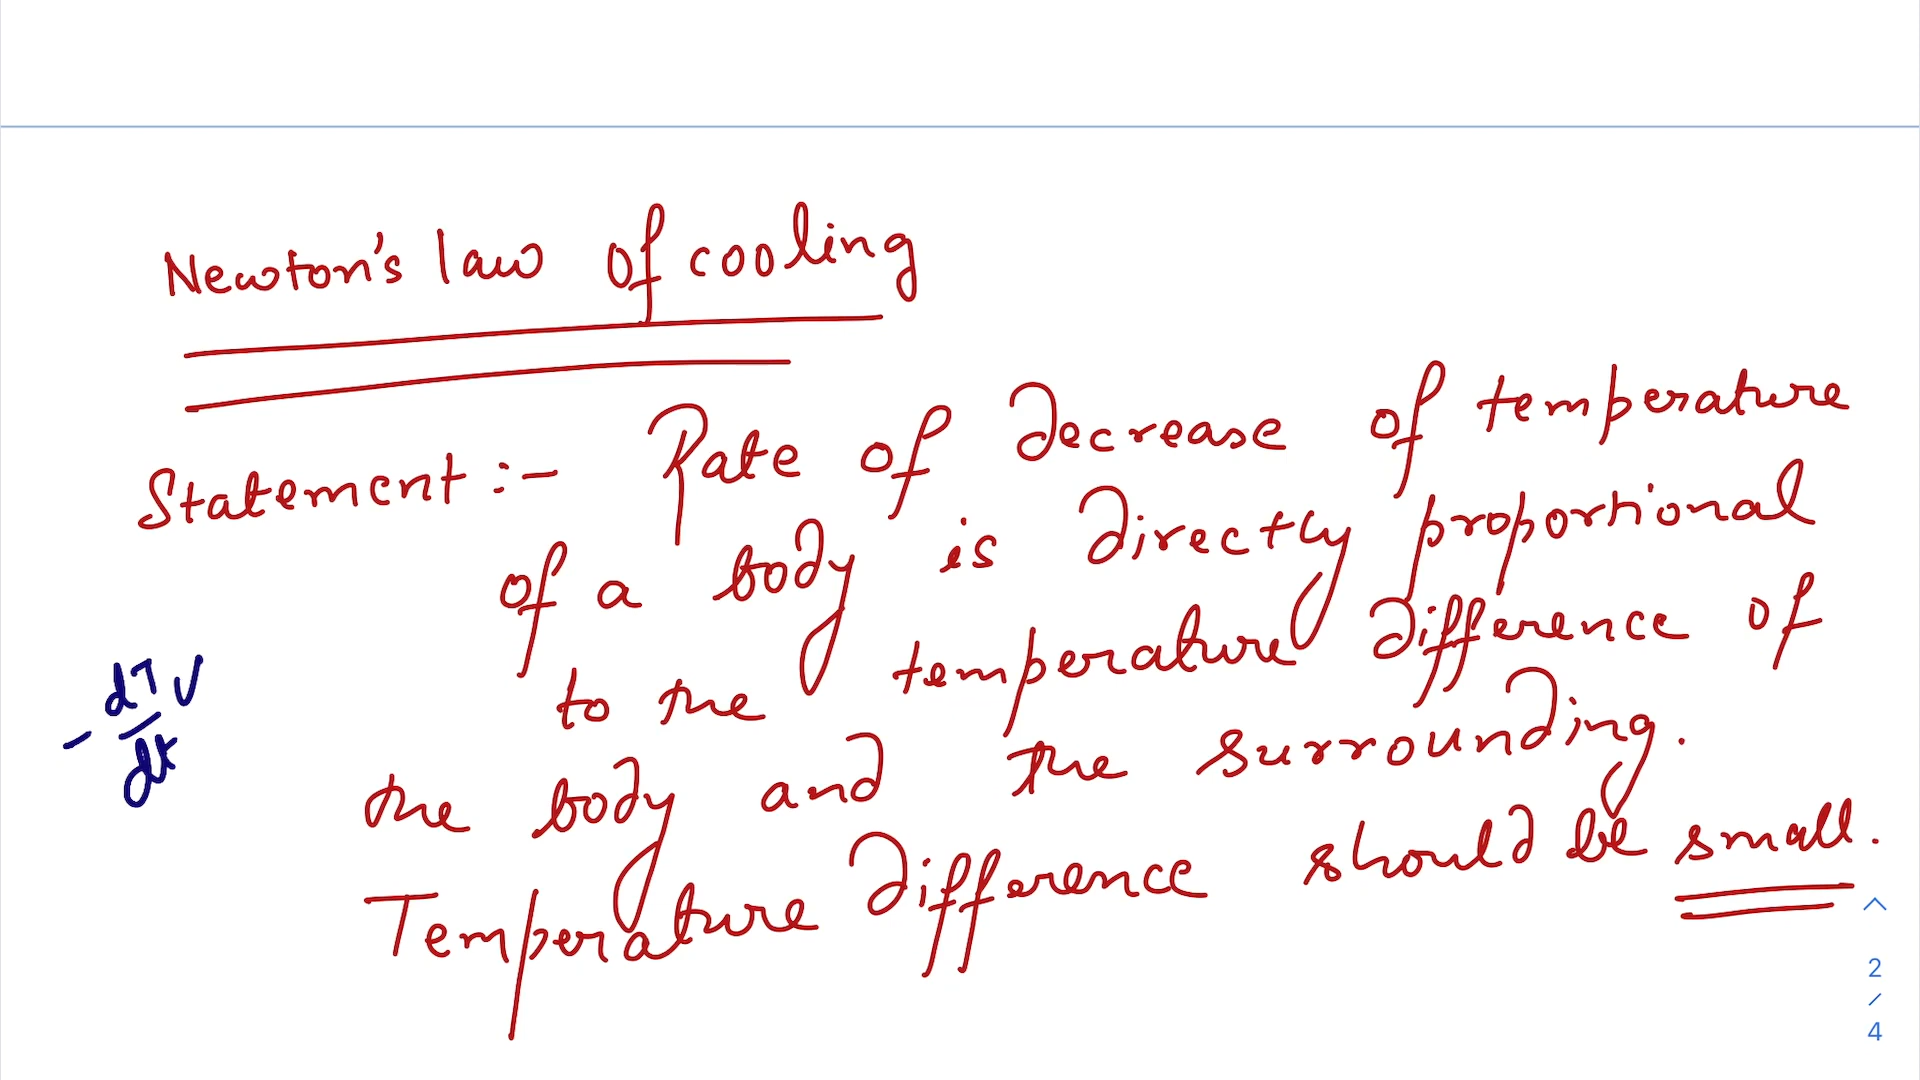 Newton's law of cooling
Statement :- Rate of decrease of temperature
of a body is directly proportional
to the temperature difference of
the body and the surrounding.
Temperature difference should be small.
- dT/dt
2
/
4